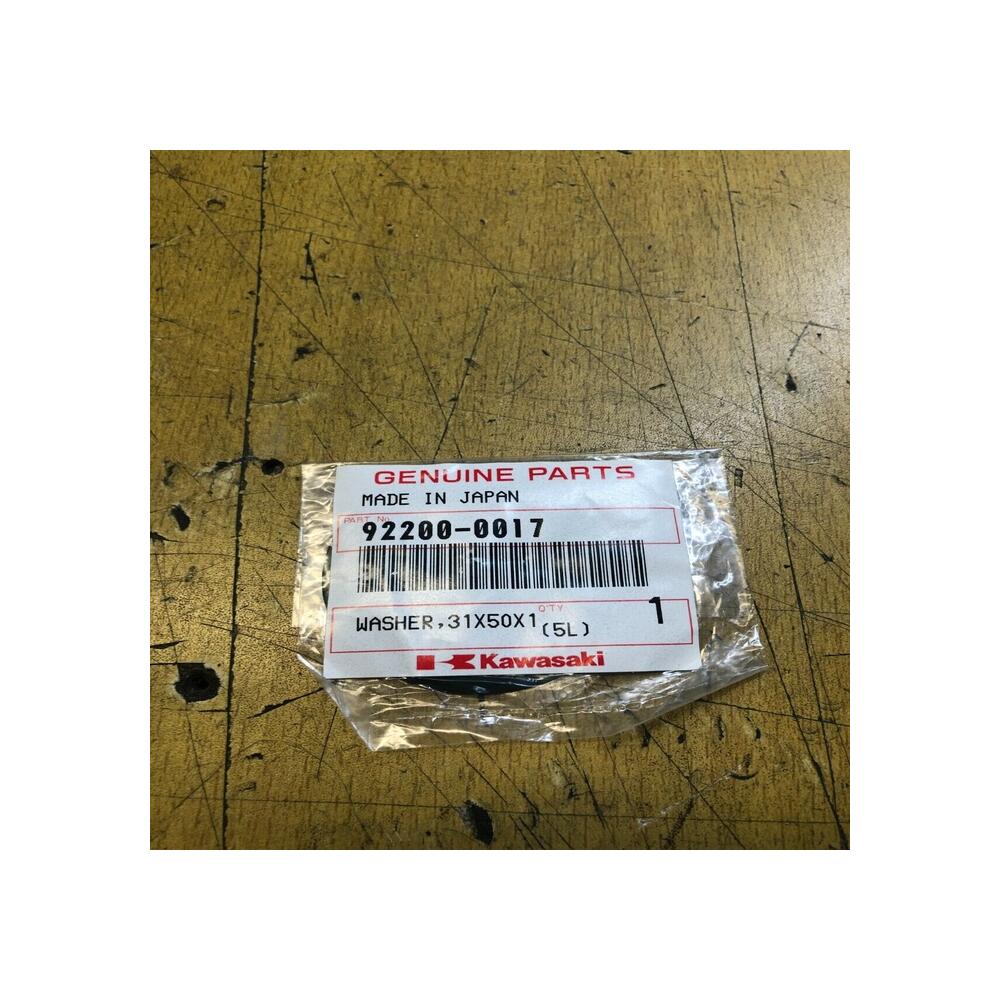 GENUINE PARTS
MADE IN JAPAN
PART No.
92200-0017
WASHER,31X50X1
Q'TY
1
(5L)
Kawasaki